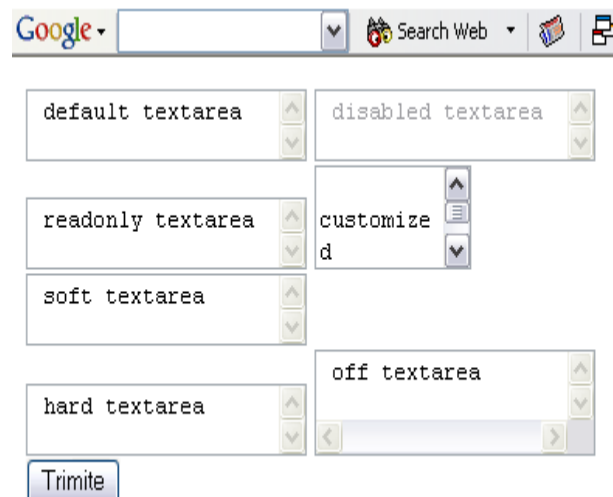 Google Search Web
default textarea disabled textarea
readonly textarea customize
d
soft textarea
off textarea
hard textarea
Trimite